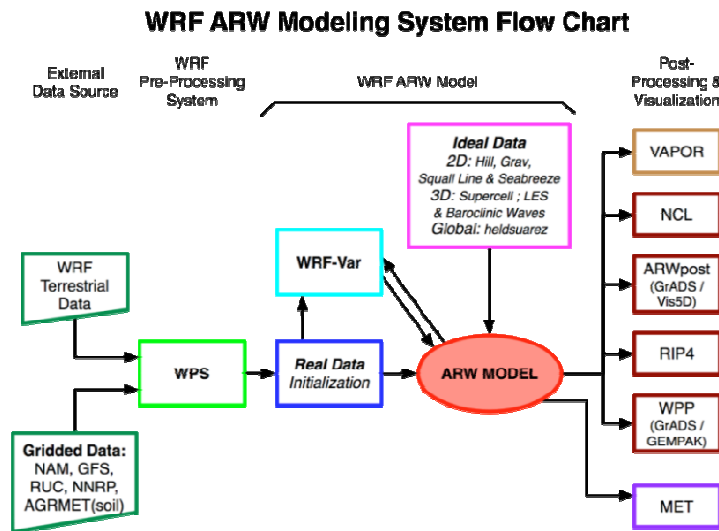 WRF ARW Modeling System Flow Chart
External
Data Source
WRF
Pre-Processing
System
WRF ARW Model
Post-
Processing &
Visualization
WRF
Terrestrial
Data
Gridded Data:
NAM, GFS,
RUC, NNRP,
AGRMET(soil)
WPS
WRF-Var
Real Data
Initialization
Ideal Data
2D: Hill, Grav,
Squall Line & Seabreeze
3D: Supercell ; LES
& Baroclinic Waves
Global: heldsuarez
ARW MODEL
VAPOR
NCL
ARWpost
(GrADS /
Vis5D)
RIP4
WPP
(GrADS /
GEMPAK)
MET